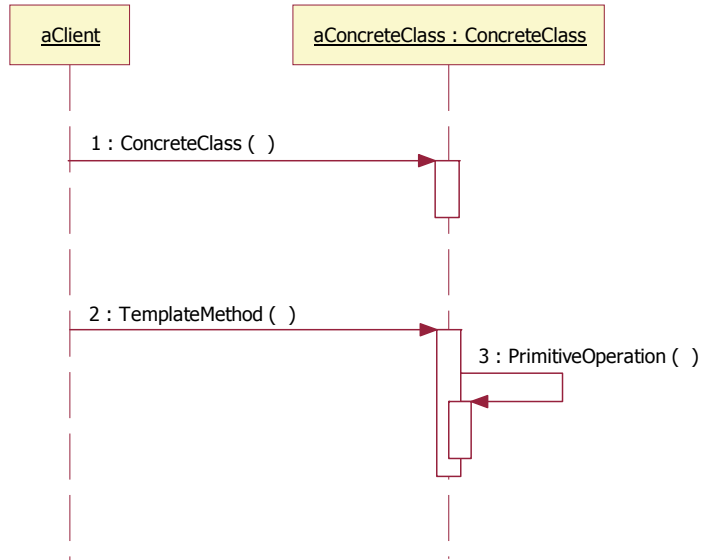 aClient
aConcreteClass : ConcreteClass
1 : ConcreteClass ( )
2 : TemplateMethod ( )
3 : PrimitiveOperation ( )